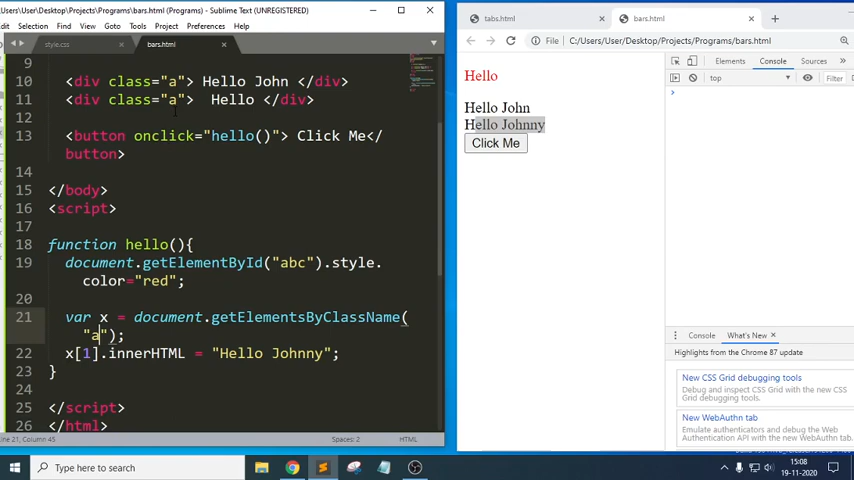 Users\User\Desktop\Projects\Programs\bars.html (Programs) - Sublime Text (UNREGISTERED)
Edit Selection Find View Goto Tools Project Preferences Help
style.css bars.html
9
10 <div class="a"> Hello John </div>
11 <div class="a">  Hello </div>
12
13 <button onclick="hello()"> Click Me</
button>
14
15 </body>
16 <script>
17
18 function hello(){
19 document.getElementById("abc").style.
color="red";
20
21 var x = document.getElementsByClassName(
"a");
22 x[1].innerHTML = "Hello Johnny";
23 }
24
25 </script>
26 </html>
Line 21, Column 45 Spaces: 2 HTML
tabs.html bars.html
File C:/Users/User/Desktop/Projects/Programs/bars.html
Hello
Hello John
Hello Johnny
Click Me
Elements Console Sources
top Filter
Console What's New
Highlights from the Chrome 87 update
New CSS Grid debugging tools
Debug and inspect CSS Grid with the new CSS
Grid debugging tools.
New WebAuthn tab
Emulate authenticators and debug the Web
Authentication API with the new WebAuthn tab.
Type here to search
15:08
19-11-2020